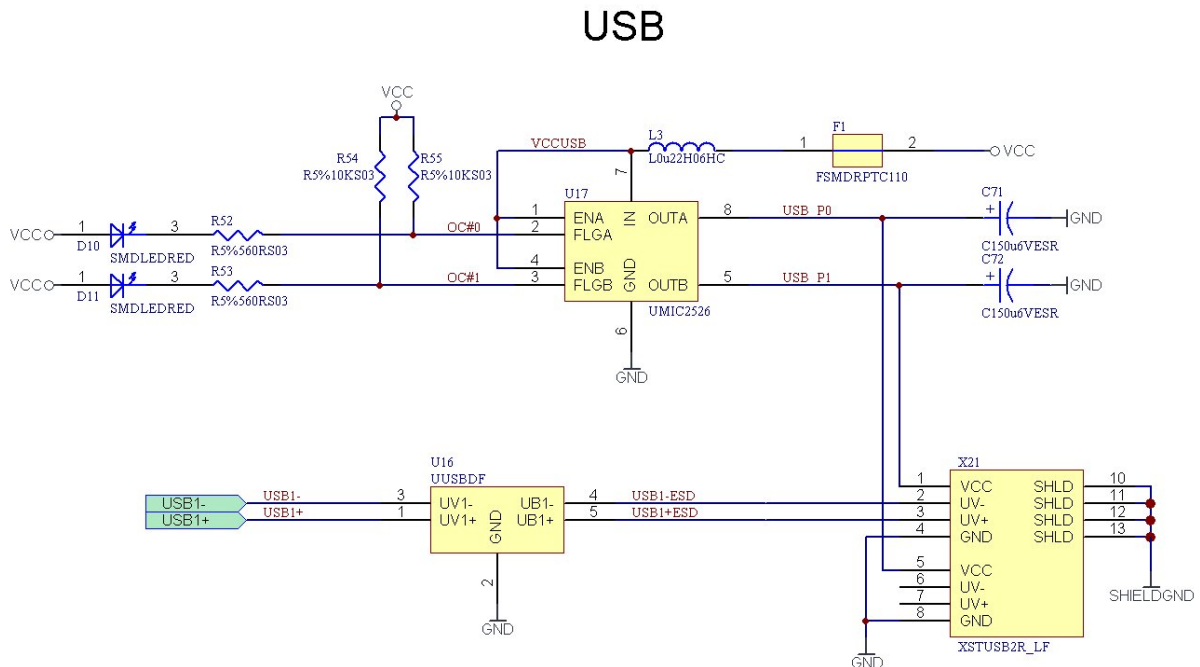 USB
VCC
R54
R5%10KS03
R55
R5%10KS03
VCCUSB
L3
L0u22H06HC
1
F1
2
FSMDRPTC110
VCC
7
U17
1 ENA
2 FLGA
4 ENB
3 FLGB
IN
GND
OUTA 8
OUTB 5
UMIC2526
6
GND
VCC 1
D10
SMDLEDRED
3
R52
R5%560RS03
OC#0
VCC 1
D11
SMDLEDRED
3
R53
R5%560RS03
OC#1
USB P0
C71
+
C150u6VESR
GND
USB P1
C72
+
C150u6VESR
GND
U16
UUSBDF
USB1- USB1- 3 UV1- UB1- 4 USB1-ESD
USB1+ USB1+ 1 UV1+ UB1+ 5 USB1+ESD
GND
2
GND
X21
1 VCC SHLD 10
2 UV- SHLD 11
3 UV+ SHLD 12
4 GND SHLD 13
5 VCC
6 UV-
7 UV+
8 GND
SHIELDGND
XSTUSB2R_LF
GND